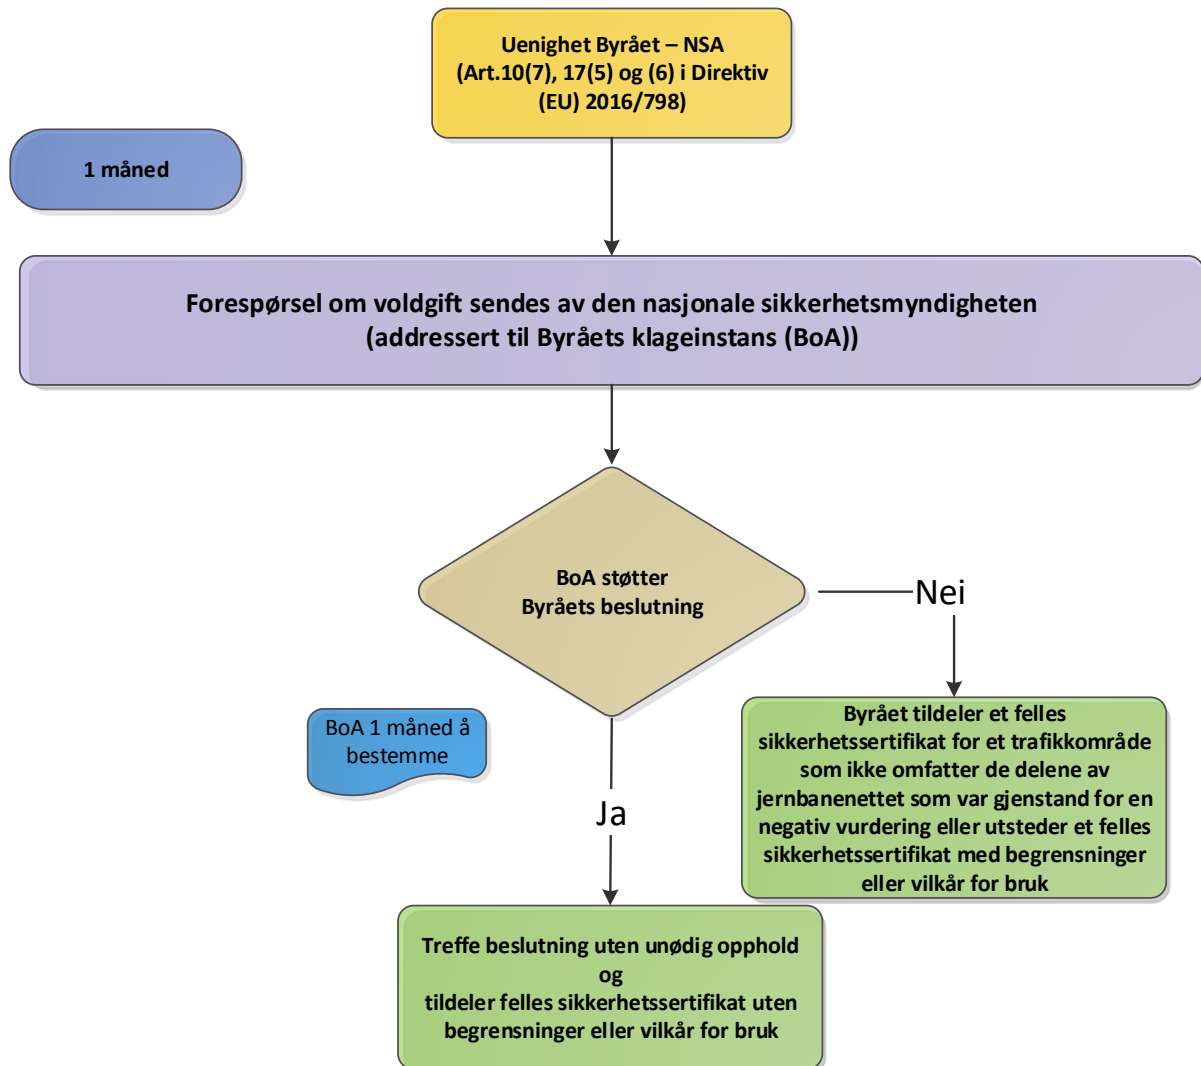 Uenighet Byrået – NSA
(Art.10(7), 17(5) og (6) i Direktiv
(EU) 2016/798)
1 måned
Forespørsel om voldgift sendes av den nasjonale sikkerhetsmyndigheten
(addressert til Byråets klageinstans (BoA))
BoA støtter
Byråets beslutning
Nei
Byrået tildeler et felles
sikkerhetssertifikat for et trafikkområde
som ikke omfatter de delene av
jernbanenettet som var gjenstand for en
negativ vurdering eller utsteder et felles
sikkerhetssertifikat med begrensninger
eller vilkår for bruk
BoA 1 måned å
bestemme
Ja
Treffe beslutning uten unødig opphold
og
tildeler felles sikkerhetssertifikat uten
begrensninger eller vilkår for bruk